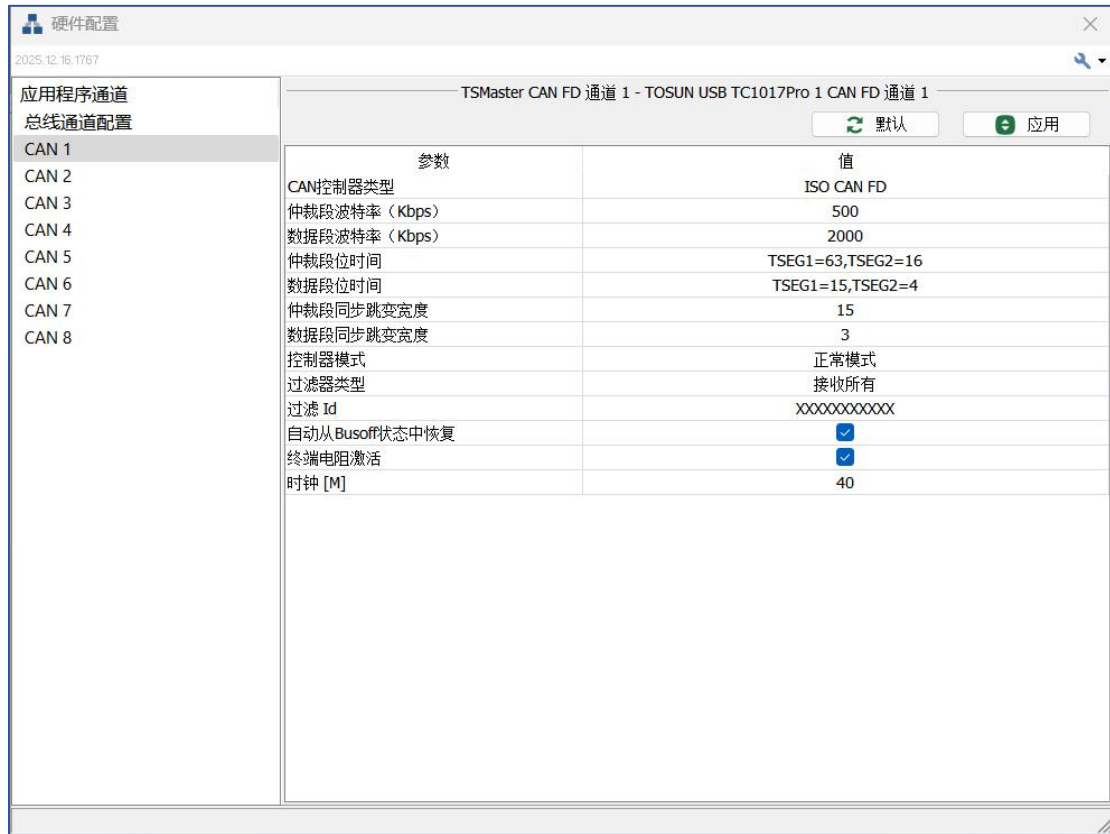 硬件配置
2025.12.16.1767
应用程序通道
总线通道配置
CAN 1
CAN 2
CAN 3
CAN 4
CAN 5
CAN 6
CAN 7
CAN 8
TSMaster CAN FD 通道 1 - TOSUN USB TC1017Pro 1 CAN FD 通道 1
默认 应用
参数 值
CAN控制器类型 ISO CAN FD
仲裁段波特率（Kbps） 500
数据段波特率（Kbps） 2000
仲裁段位时间 TSEG1=63,TSEG2=16
数据段位时间 TSEG1=15,TSEG2=4
仲裁段同步跳变宽度 15
数据段同步跳变宽度 3
控制器模式 正常模式
过滤器类型 接收所有
过滤 Id XXXXXXXXXXX
自动从Busoff状态中恢复
终端电阻激活
时钟 [M] 40